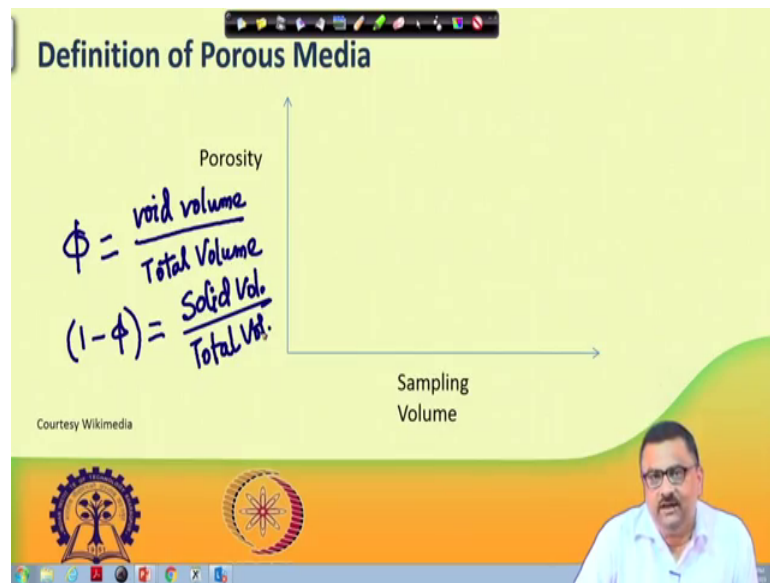 Definition of Porous Media
Porosity
Φ = void volume / Total Volume
(1-Φ) = Solid Vol. / Total Vol.
Sampling
Volume
Courtesy Wikimedia